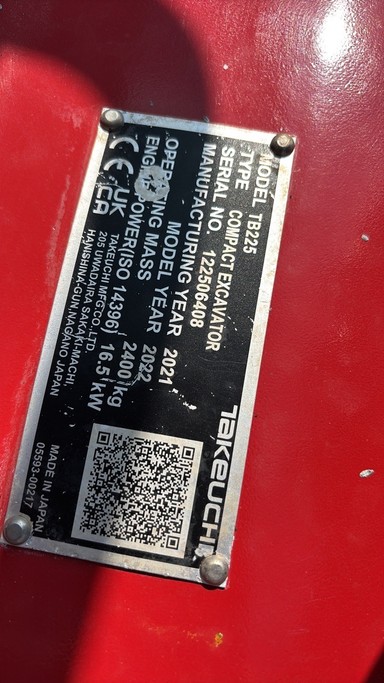 TAKEUCHI
MODEL TB225
TYPE COMPACT EXCAVATOR
SERIAL NO. 122506408
MANUFACTURING YEAR 2021
MODEL YEAR 2022
OPERATING MASS 2400 kg
ENGINE POWER(ISO 14396) 16.5 kW
CE UK CA
TAKEUCHI MFG.CO.,LTD.
205 UWADAIRA SAKAKI-MACHI,
HANISHINA-GUN,NAGANO JAPAN
MADE IN JAPAN
05593-00217